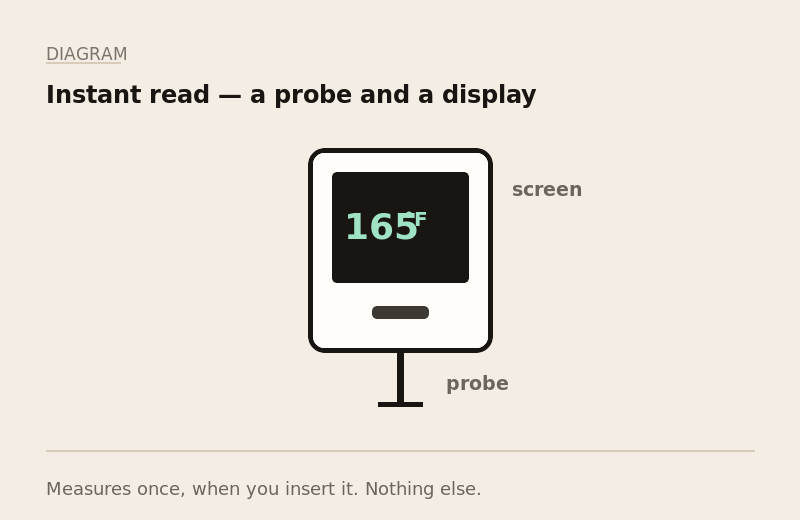 DIAGRAM
Instant read — a probe and a display
screen
165°F
probe
Measures once, when you insert it. Nothing else.